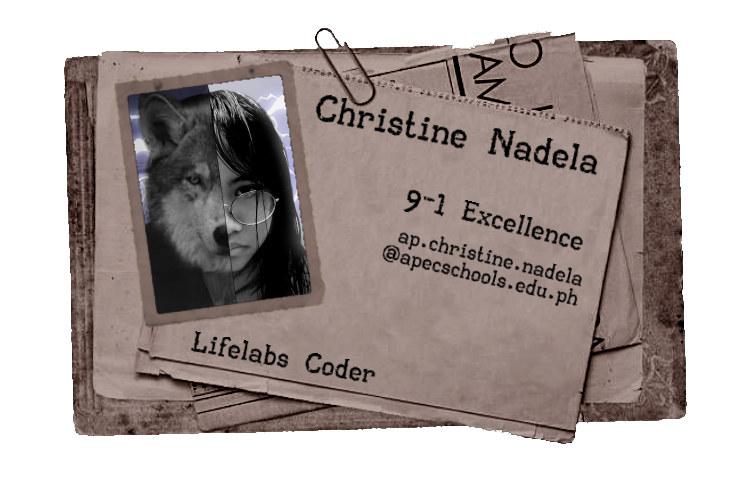 Christine Nadela
9-1 Excellence
ap.christine.nadela
@apecschools.edu.ph
Lifelabs Coder